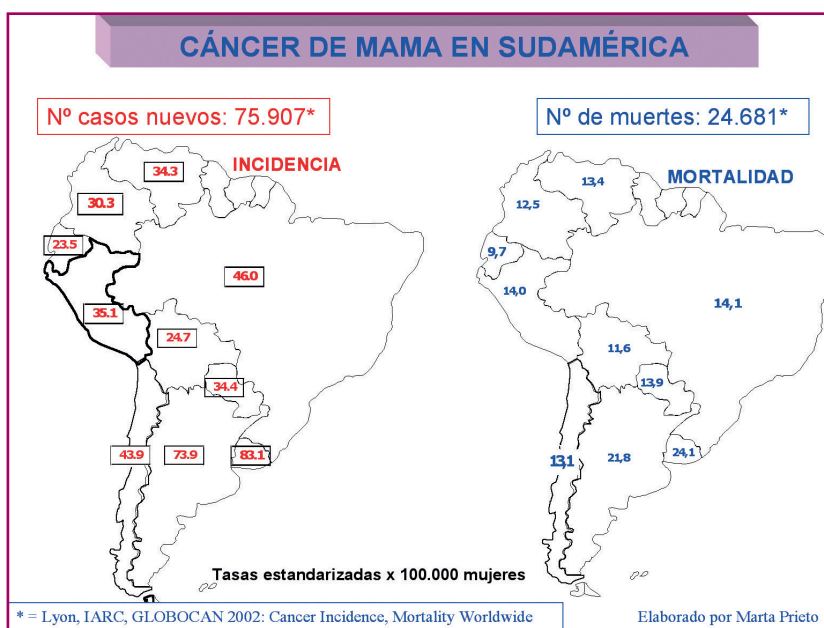 CÁNCER DE MAMA EN SUDAMÉRICA
Nº casos nuevos: 75.907*
INCIDENCIA
34.3
30.3
23.5
46.0
35.1
24.7
34.4
43.9
73.9
83.1
Nº de muertes: 24.681*
MORTALIDAD
13,4
12,5
9,7
14,0
14,1
11,6
13,9
13,1
21,8
24,1
Tasas estandarizadas x 100.000 mujeres
* = Lyon, IARC, GLOBOCAN 2002: Cancer Incidence, Mortality Worldwide
Elaborado por Marta Prieto